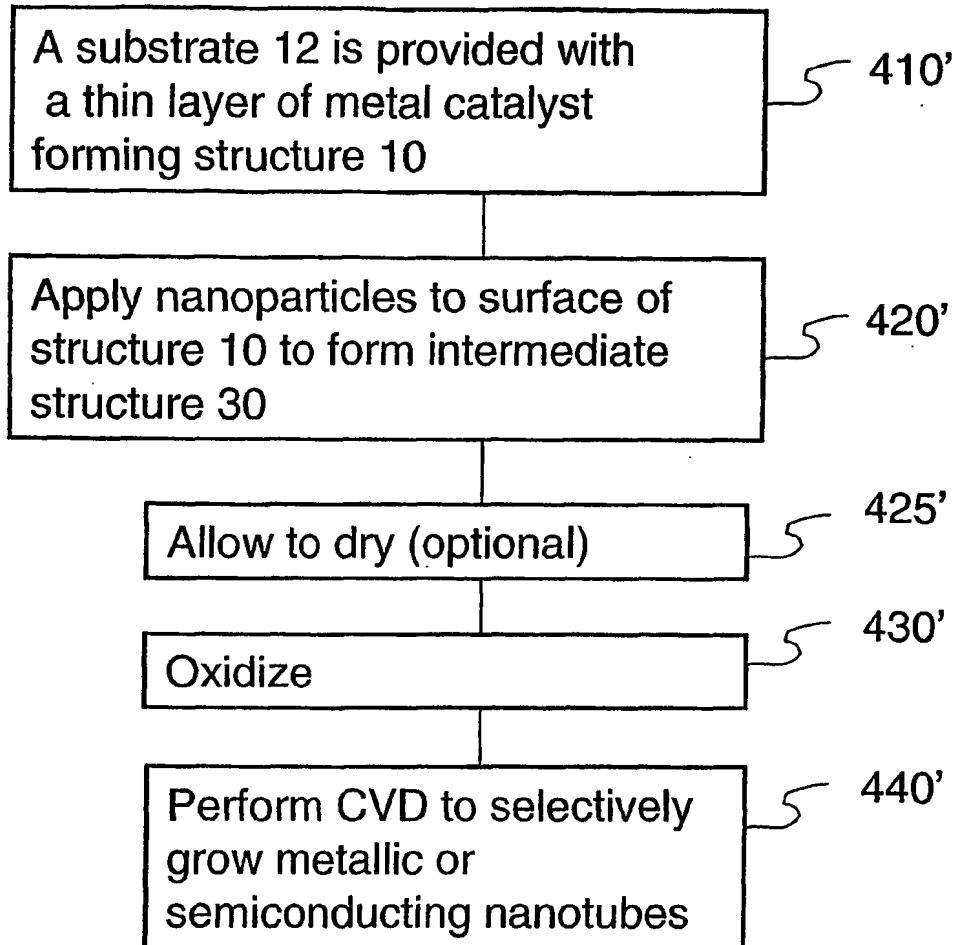 A substrate 12 is provided with
a thin layer of metal catalyst
forming structure 10
410’
Apply nanoparticles to surface of
structure 10 to form intermediate
structure 30
420’
Allow to dry (optional)
425’
Oxidize
430’
Perform CVD to selectively
grow metallic or
semiconducting nanotubes
440’